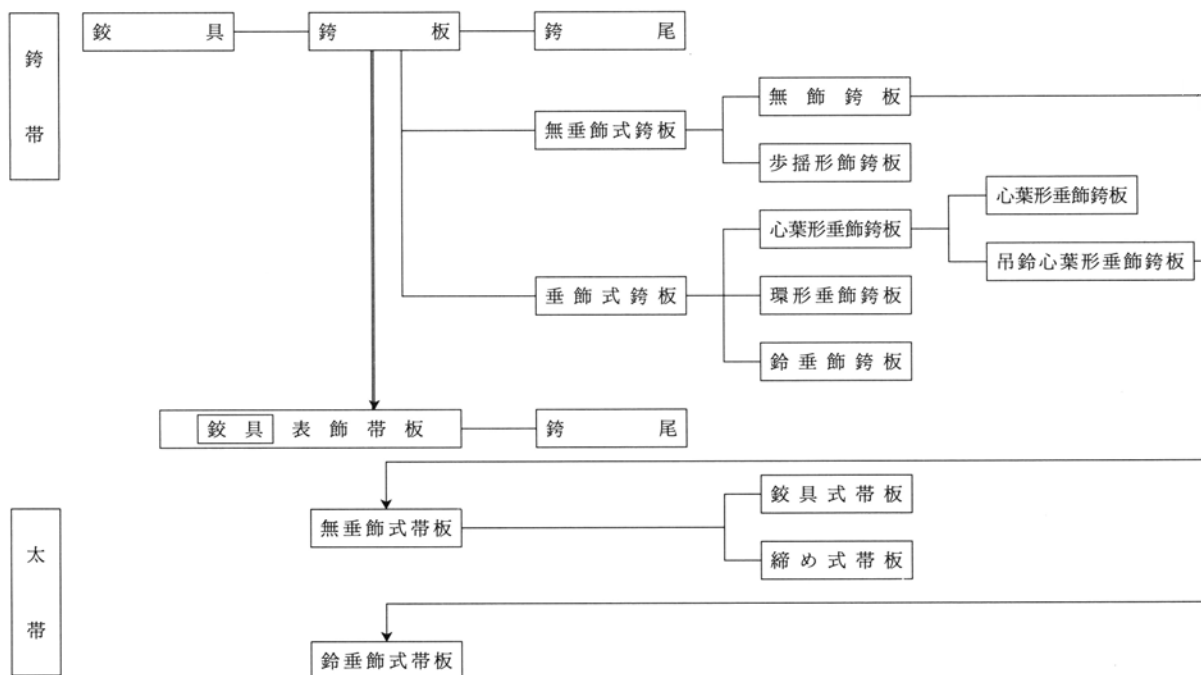 銙帯
鉸具
銙板
銙尾
無垂飾式銙板
無飾銙板
歩揺形飾銙板
垂飾式銙板
心葉形垂飾銙板
心葉形垂飾銙板
吊鈴心葉形垂飾銙板
環形垂飾銙板
鈴垂飾銙板
鉸具表飾帯板
銙尾
太帯
無垂飾式帯板
鉸具式帯板
締め式帯板
鈴垂飾式帯板